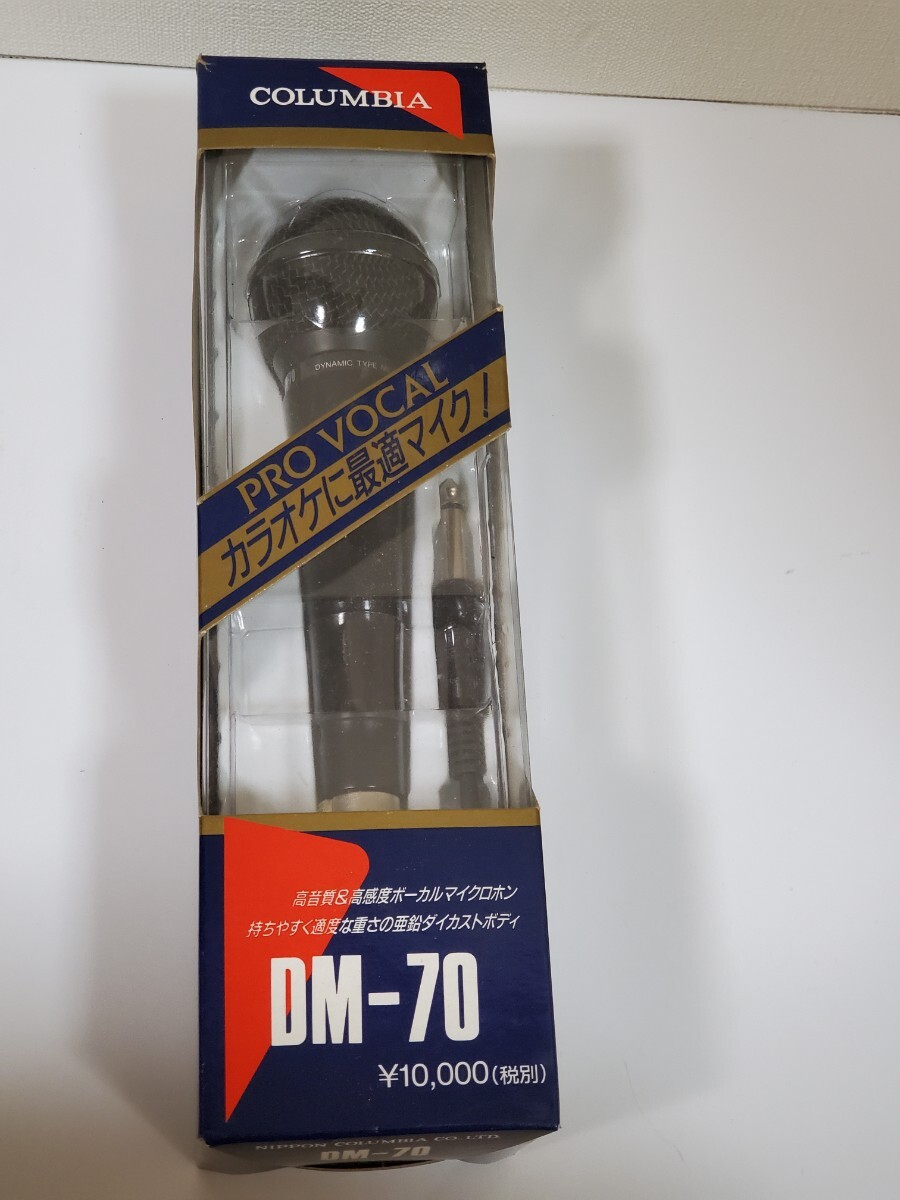 COLUMBIA
DYNAMIC TYPE
PRO VOCAL
カラオケに最適マイク!
高音質&高感度ボーカルマイクロホン
持ちやすく適度な重さの亜鉛ダイカストボディ
DM-70
¥10,000(税別)
NIPPON COLUMBIA CO.LTD
DM-70